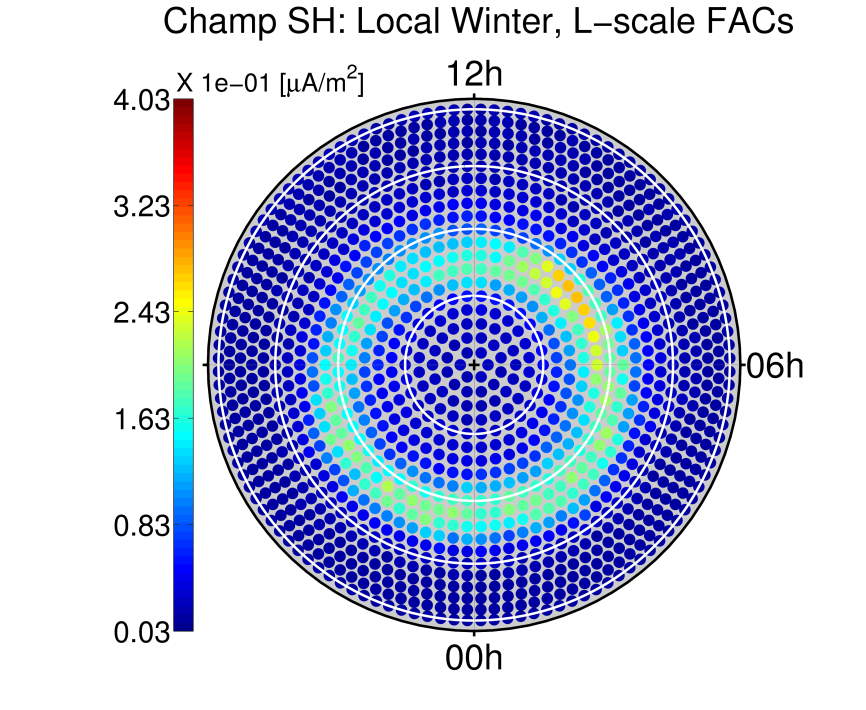 Champ SH: Local Winter, L−scale FACs
X 1e−01 [μA/m²]
12h
4.03
3.23
2.43
1.63
0.83
0.03
06h
00h